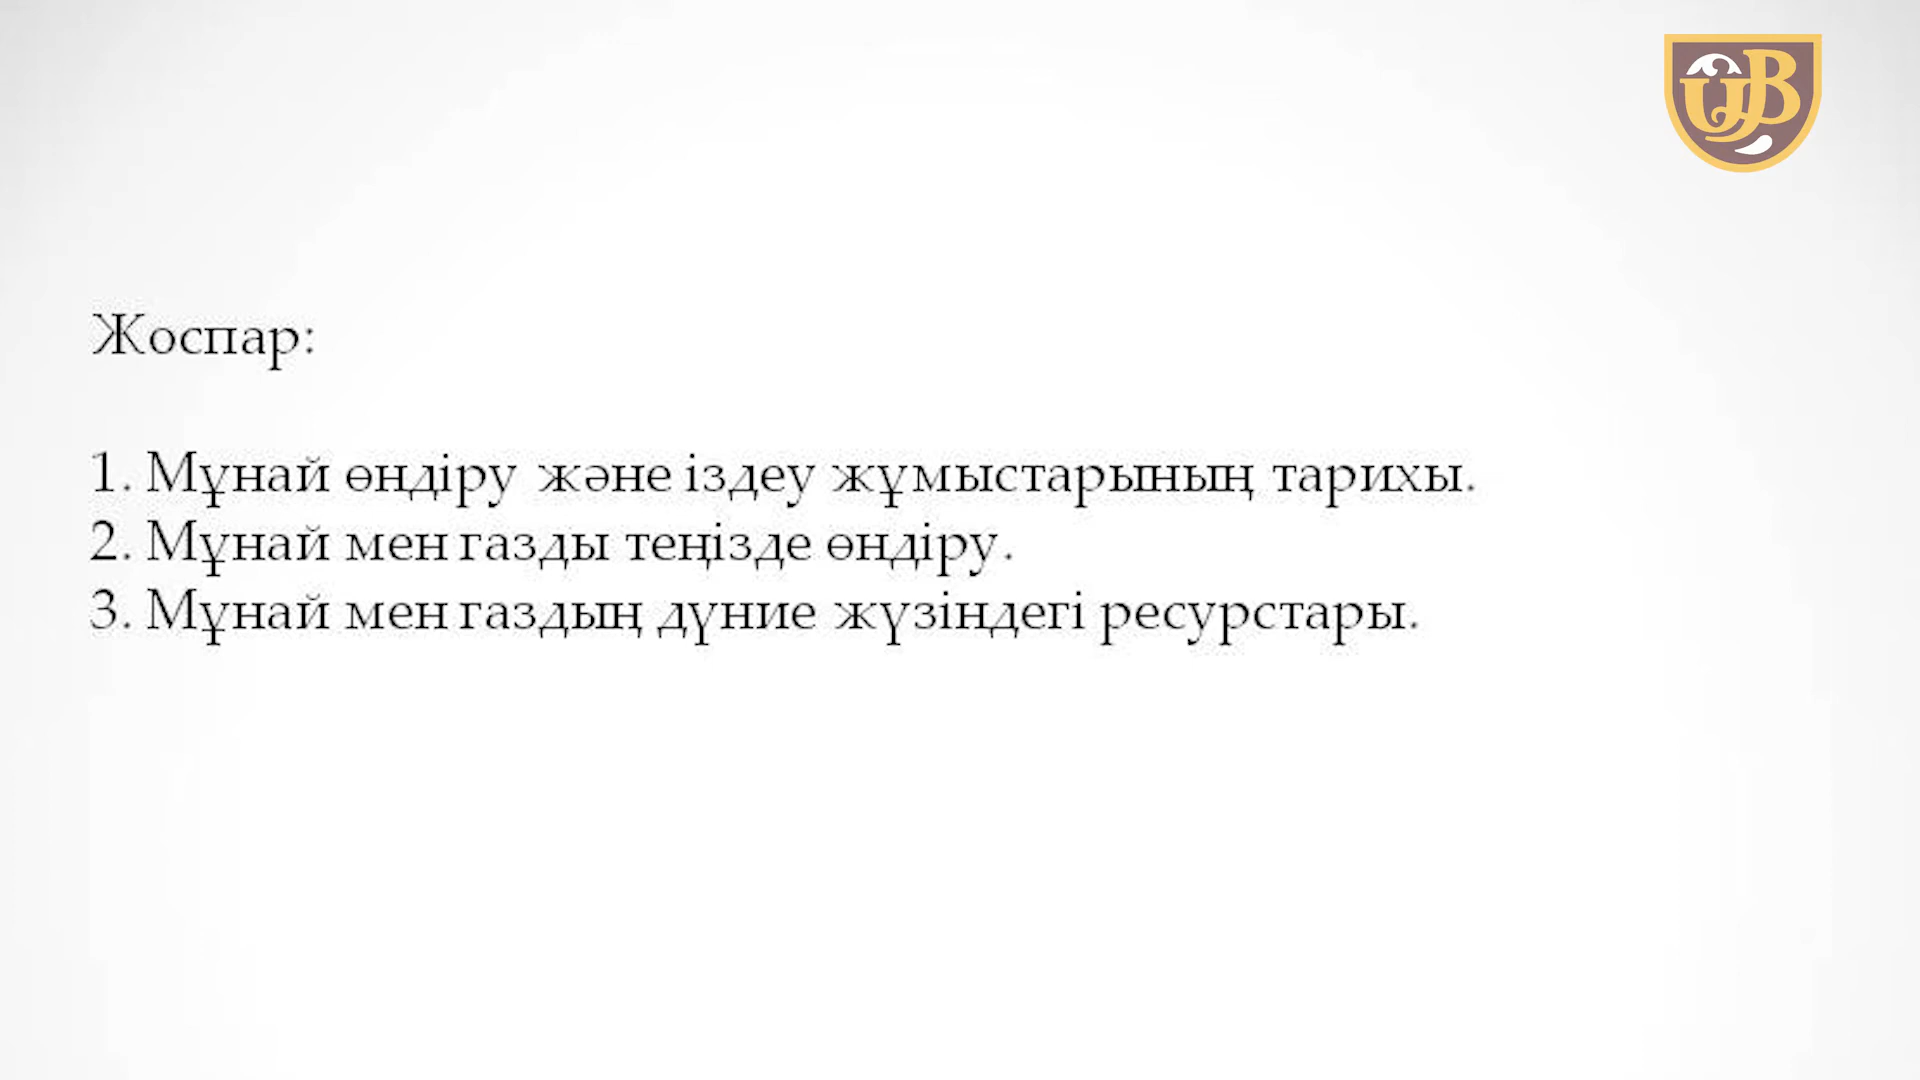 Жоспар:
1. Мұнай өндіру және іздеу жұмыстарының тарихы.
2. Мұнай мен газды теңізде өндіру.
3. Мұнай мен газдың дүние жүзіндегі ресурстары.